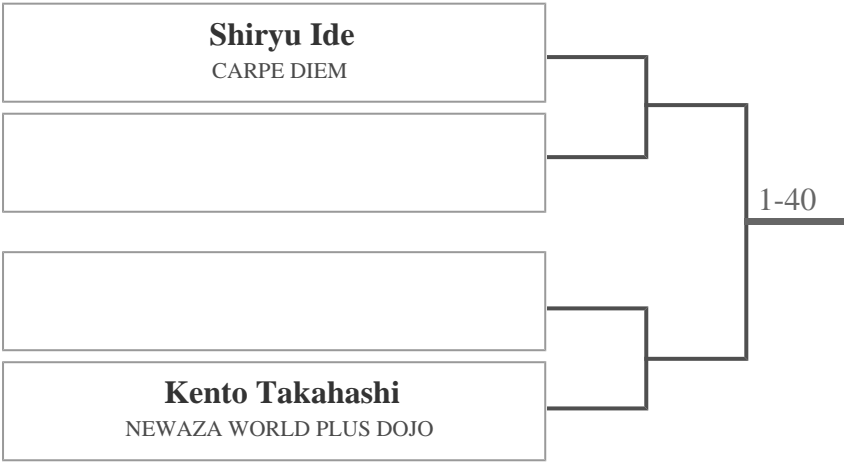 Shiryu Ide
CARPE DIEM
1-40
Kento Takahashi
NEWAZA WORLD PLUS DOJO